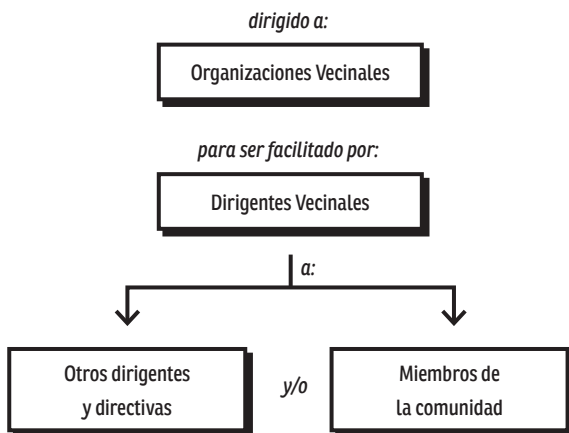 dirigido a:
Organizaciones Vecinales
para ser facilitado por:
Dirigentes Vecinales
a:
Otros dirigentes
y directivas
y/o
Miembros de
la comunidad